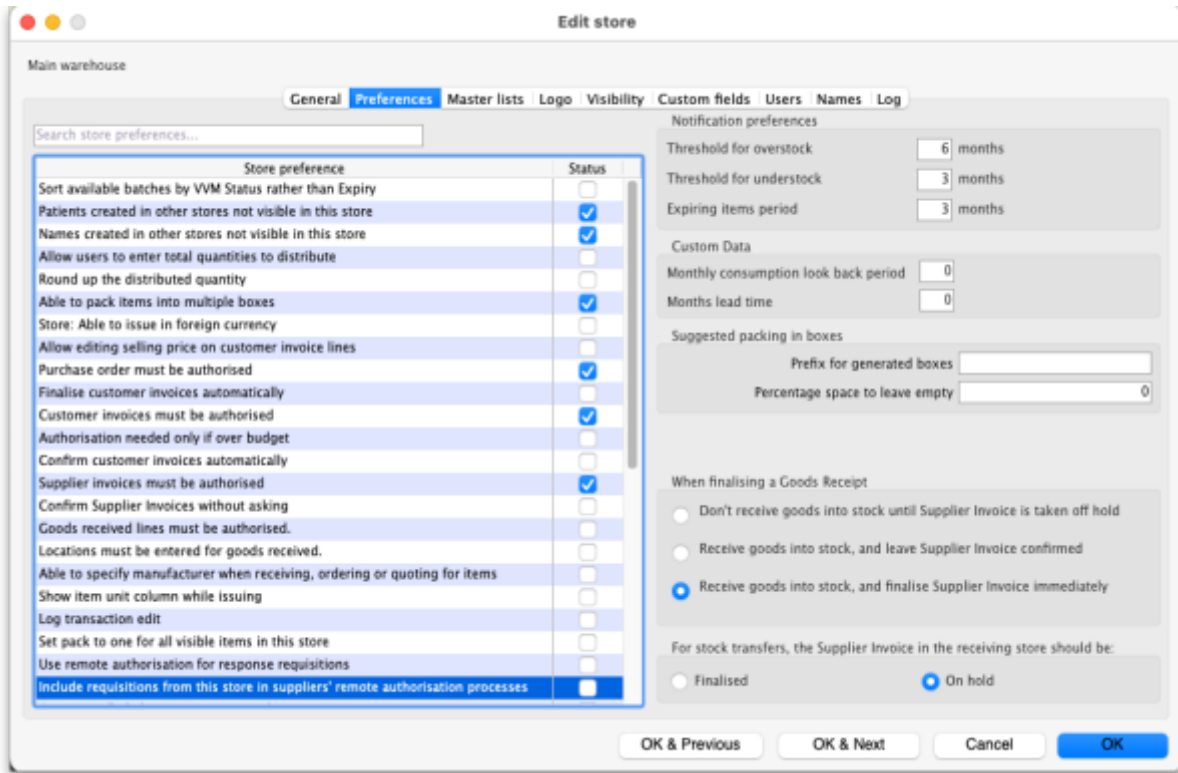 Edit store
Main warehouse
General Preferences Master lists Logo Visibility Custom fields Users Names Log
Search store preferences...
Store preference Status
Sort available batches by VVM Status rather than Expiry
Patients created in other stores not visible in this store
Names created in other stores not visible in this store
Allow users to enter total quantities to distribute
Round up the distributed quantity
Able to pack items into multiple boxes
Store: Able to issue in foreign currency
Allow editing selling price on customer invoice lines
Purchase order must be authorised
Finalise customer invoices automatically
Customer invoices must be authorised
Authorisation needed only if over budget
Confirm customer invoices automatically
Supplier invoices must be authorised
Confirm Supplier Invoices without asking
Goods received lines must be authorised.
Locations must be entered for goods received.
Able to specify manufacturer when receiving, ordering or quoting for items
Show item unit column while issuing
Log transaction edit
Set pack to one for all visible items in this store
Use remote authorisation for response requisitions
Include requisitions from this store in suppliers' remote authorisation processes
Notification preferences
Threshold for overstock 6 months
Threshold for understock 3 months
Expiring items period 3 months
Custom Data
Monthly consumption look back period 0
Months lead time 0
Suggested packing in boxes
Prefix for generated boxes
Percentage space to leave empty 0
When finalising a Goods Receipt
Don't receive goods into stock until Supplier Invoice is taken off hold
Receive goods into stock, and leave Supplier Invoice confirmed
Receive goods into stock, and finalise Supplier Invoice immediately
For stock transfers, the Supplier Invoice in the receiving store should be:
Finalised On hold
OK & Previous OK & Next Cancel OK